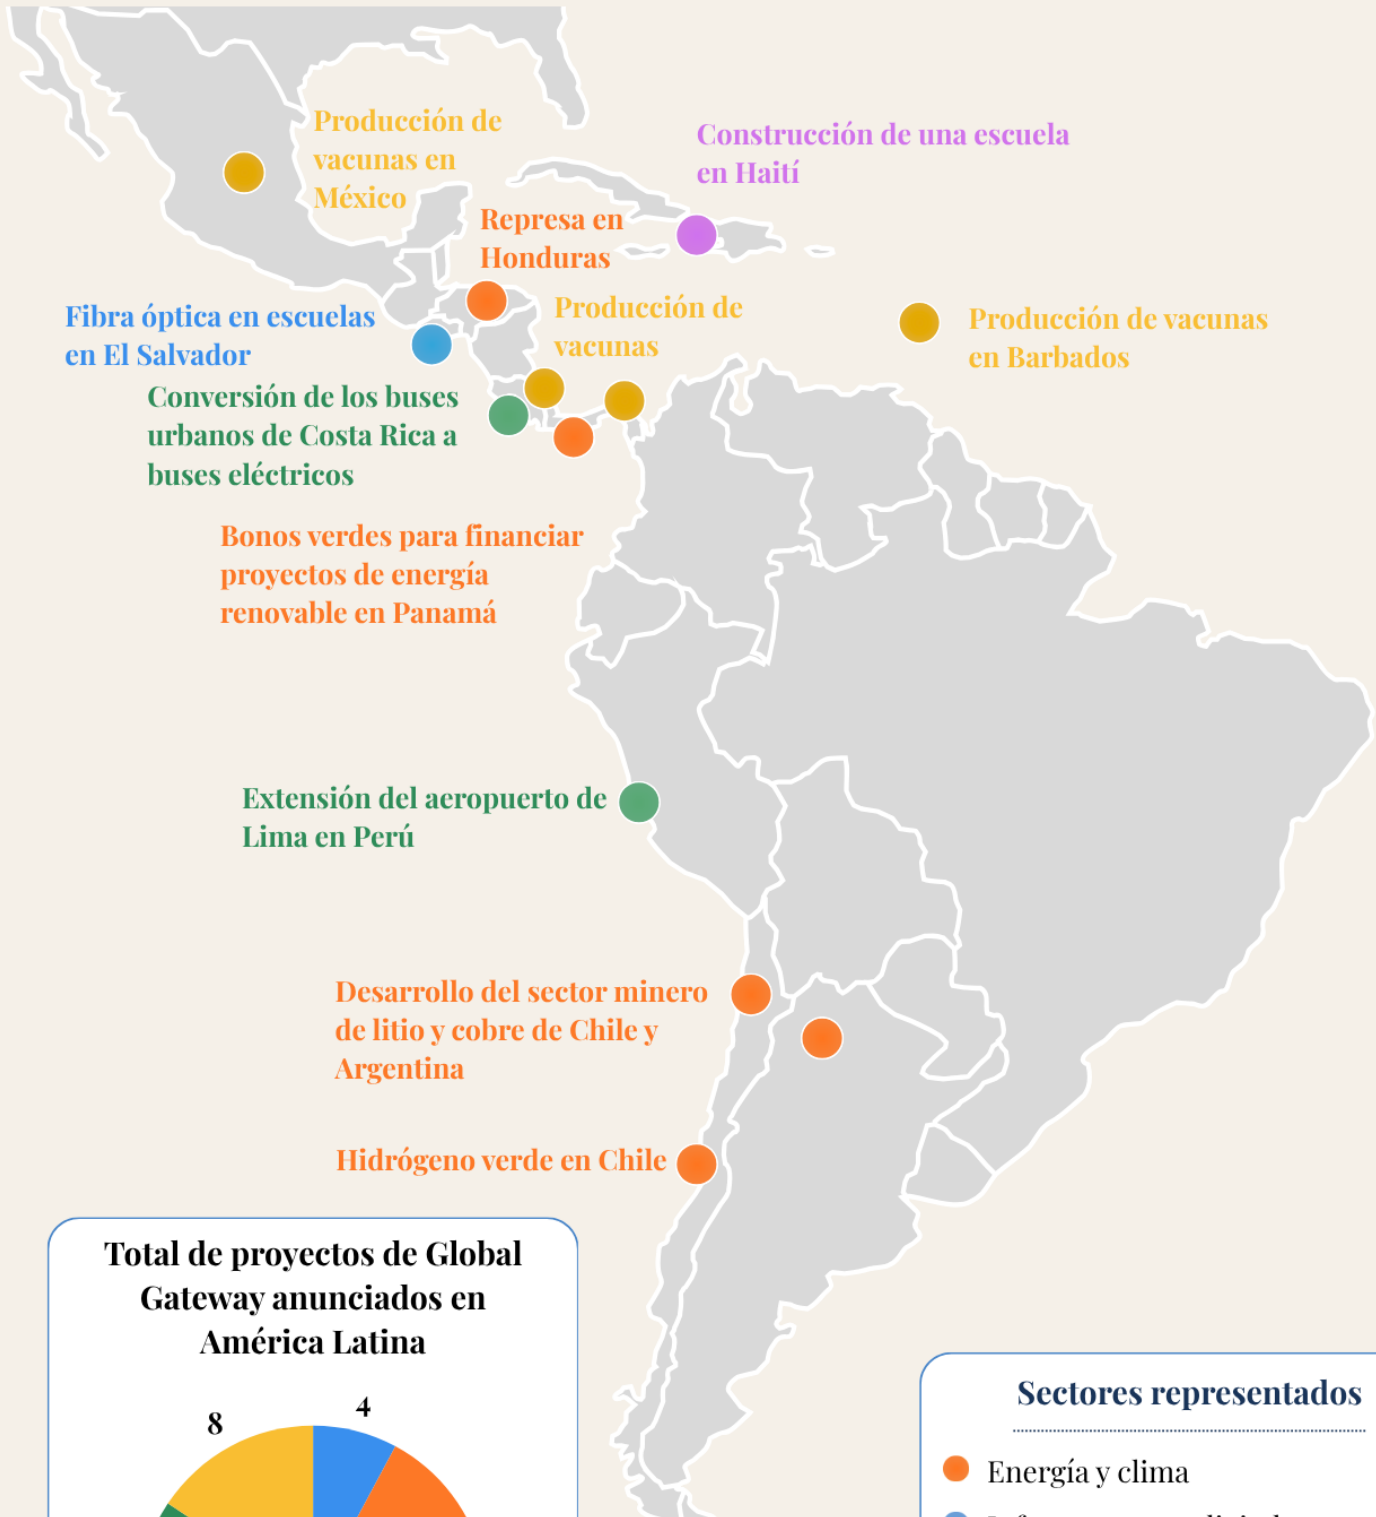 Producción de
vacunas en
México
Construcción de una escuela
en Haití
Represa en
Honduras
Fibra óptica en escuelas
en El Salvador
Producción de
vacunas
Producción de vacunas
en Barbados
Conversión de los buses
urbanos de Costa Rica a
buses eléctricos
Bonos verdes para financiar
proyectos de energía
renovable en Panamá
Extensión del aeropuerto de
Lima en Perú
Desarrollo del sector minero
de litio y cobre de Chile y
Argentina
Hidrógeno verde en Chile
Total de proyectos de Global
Gateway anunciados en
América Latina
8
4
Sectores representados
Energía y clima